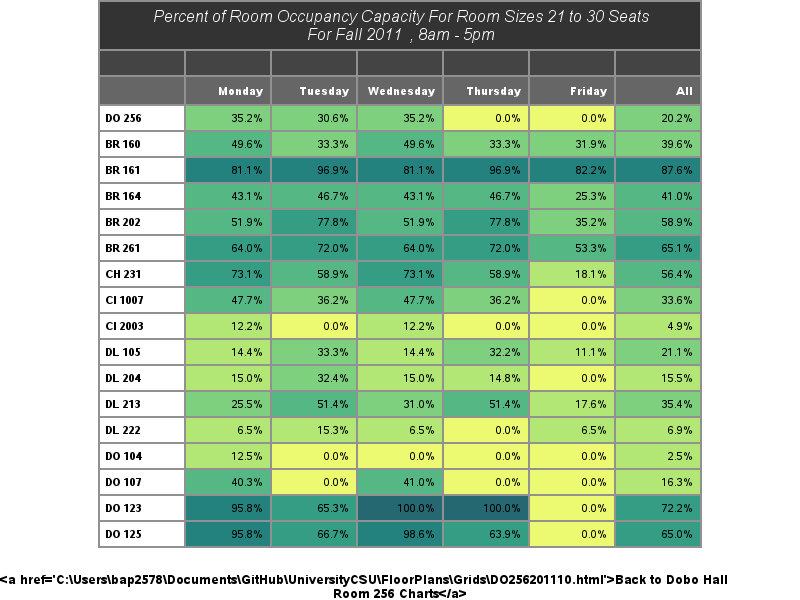 Percent of Room Occupancy Capacity For Room Sizes 21 to 30 Seats
For Fall 2011 , 8am - 5pm
Monday Tuesday Wednesday Thursday Friday All
DO 256 35.2% 30.6% 35.2% 0.0% 0.0% 20.2%
BR 160 49.6% 33.3% 49.6% 33.3% 31.9% 39.6%
BR 161 81.1% 96.9% 81.1% 96.9% 82.2% 87.6%
BR 164 43.1% 46.7% 43.1% 46.7% 25.3% 41.0%
BR 202 51.9% 77.8% 51.9% 77.8% 35.2% 58.9%
BR 261 64.0% 72.0% 64.0% 72.0% 53.3% 65.1%
CH 231 73.1% 58.9% 73.1% 58.9% 18.1% 56.4%
CI 1007 47.7% 36.2% 47.7% 36.2% 0.0% 33.6%
CI 2003 12.2% 0.0% 12.2% 0.0% 0.0% 4.9%
DL 105 14.4% 33.3% 14.4% 32.2% 11.1% 21.1%
DL 204 15.0% 32.4% 15.0% 14.8% 0.0% 15.5%
DL 213 25.5% 51.4% 31.0% 51.4% 17.6% 35.4%
DL 222 6.5% 15.3% 6.5% 0.0% 6.5% 6.9%
DO 104 12.5% 0.0% 0.0% 0.0% 0.0% 2.5%
DO 107 40.3% 0.0% 41.0% 0.0% 0.0% 16.3%
DO 123 95.8% 65.3% 100.0% 100.0% 0.0% 72.2%
DO 125 95.8% 66.7% 98.6% 63.9% 0.0% 65.0%
<a href='C:\Users\bap2578\Documents\GitHub\UniversityCSU\FloorPlans\Grids\DO256201110.html'>Back to Dobo Hall
Room 256 Charts</a>